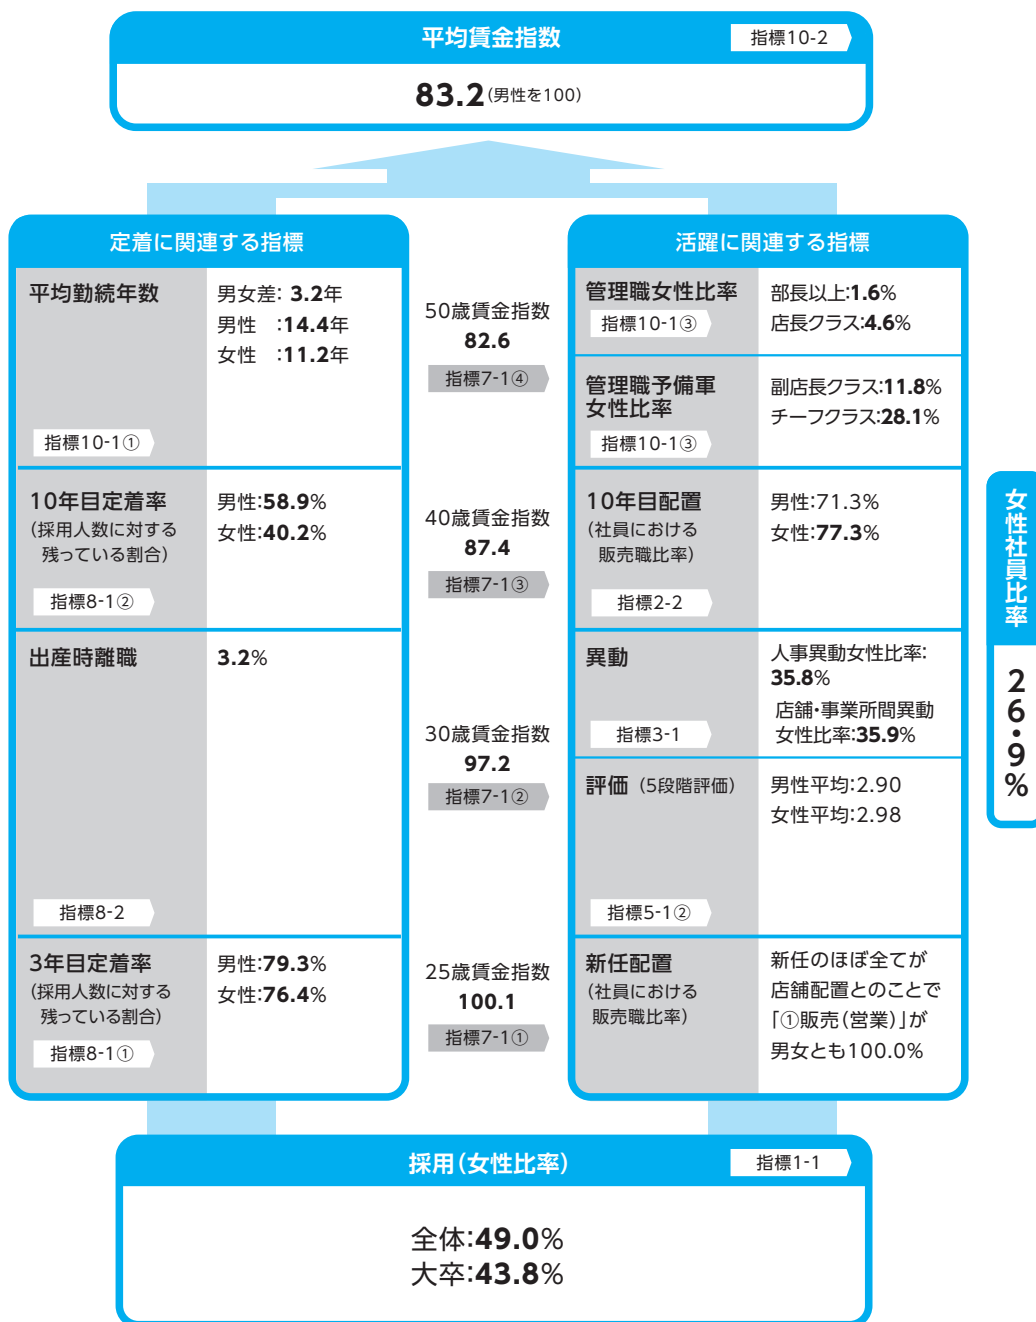 平均賃金指数
指標10-2
83.2(男性を100)
定着に関連する指標
平均勤続年数
男女差: 3.2年
男性 :14.4年
女性 :11.2年
指標10-1①
10年目定着率
(採用人数に対する
残っている割合)
男性:58.9%
女性:40.2%
指標8-1②
出産時離職
3.2%
指標8-2
3年目定着率
(採用人数に対する
残っている割合)
男性:79.3%
女性:76.4%
指標8-1①
50歳賃金指数
82.6
指標7-1④
40歳賃金指数
87.4
指標7-1③
30歳賃金指数
97.2
指標7-1②
25歳賃金指数
100.1
指標7-1①
活躍に関連する指標
管理職女性比率
指標10-1③
部長以上:1.6%
店長クラス:4.6%
管理職予備軍
女性比率
指標10-1③
副店長クラス:11.8%
チーフクラス:28.1%
10年目配置
(社員における
販売職比率)
男性:71.3%
女性:77.3%
指標2-2
異動
人事異動女性比率:
35.8%
店舗・事業所間異動
女性比率:35.9%
指標3-1
評価(5段階評価)
男性平均:2.90
女性平均:2.98
指標5-1②
新任配置
(社員における
販売職比率)
新任のほぼ全てが
店舗配置とのことで
「①販売(営業)」が
男女とも100.0%
女性社員比率
26・9%
採用(女性比率)
指標1-1
全体:49.0%
大卒:43.8%